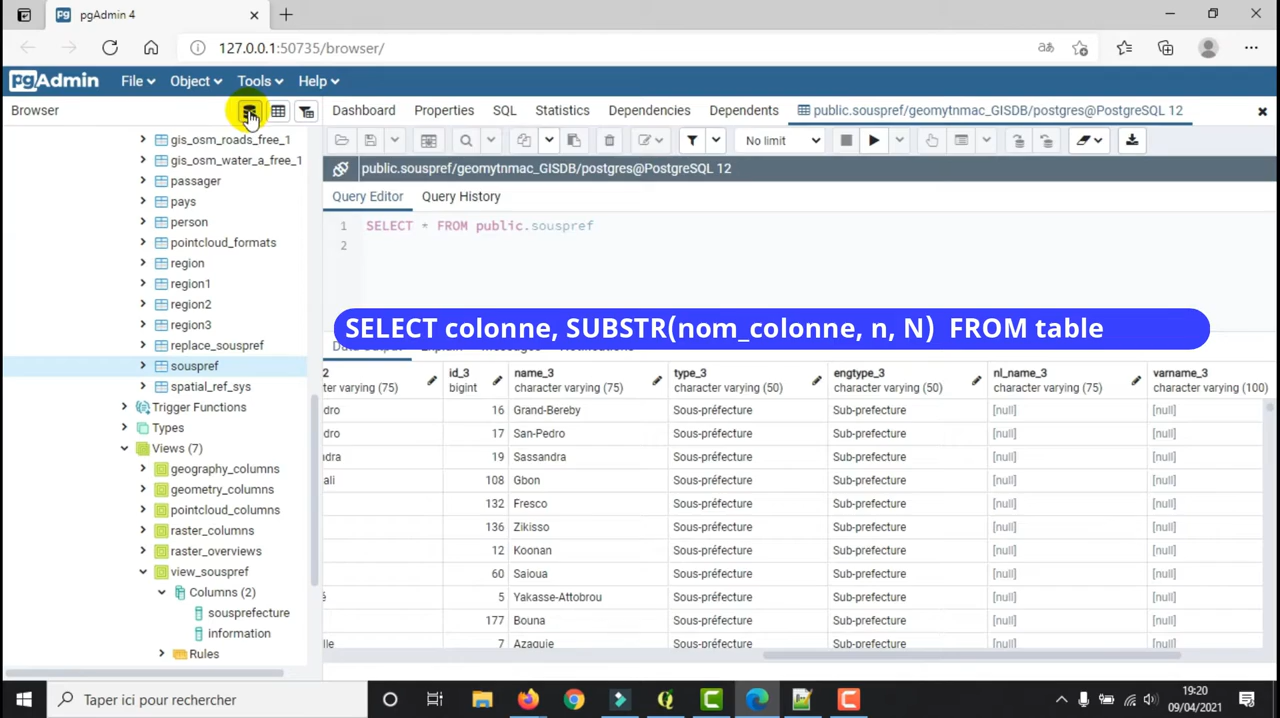 pgAdmin 4
127.0.0.1:50735/browser/
pgAdmin File Object Tools Help
Browser
Dashboard Properties SQL Statistics Dependencies Dependents public.souspref/geomytnmac_GISDB/postgres@PostgreSQL 12
No limit
public.souspref/geomytnmac_GISDB/postgres@PostgreSQL 12
Query Editor Query History
1 SELECT * FROM public.souspref
2
SELECT colonne, SUBSTR(nom_colonne, n, N) FROM table
gis_osm_roads_free_1
gis_osm_water_a_free_1
passager
pays
person
pointcloud_formats
region
region1
region2
region3
replace_souspref
souspref
spatial_ref_sys
Trigger Functions
Types
Views (7)
geography_columns
geometry_columns
pointcloud_columns
raster_columns
raster_overviews
view_souspref
Columns (2)
sousprefecture
information
Rules
2 id_3 name_3 type_3 engtype_3 nl_name_3 varname_3
cter varying (75) bigint character varying (75) character varying (50) character varying (50) character varying (75) character varying (100)
dro 16 Grand-Bereby Sous-préfecture Sub-prefecture [null] [null]
dro 17 San-Pedro Sous-préfecture Sub-prefecture [null] [null]
ndra 19 Sassandra Sous-préfecture Sub-prefecture [null] [null]
ali 108 Gbon Sous-préfecture Sub-prefecture [null] [null]
132 Fresco Sous-préfecture Sub-prefecture [null] [null]
136 Zikisso Sous-préfecture Sub-prefecture [null] [null]
12 Koonan Sous-préfecture Sub-prefecture [null] [null]
60 Saioua Sous-préfecture Sub-prefecture [null] [null]
é 5 Yakasse-Attobrou Sous-préfecture Sub-prefecture [null] [null]
177 Bouna Sous-préfecture Sub-prefecture [null] [null]
lle 7 Azaguie Sous-préfecture Sub-prefecture [null] [null]
Taper ici pour rechercher
19:20
09/04/2021